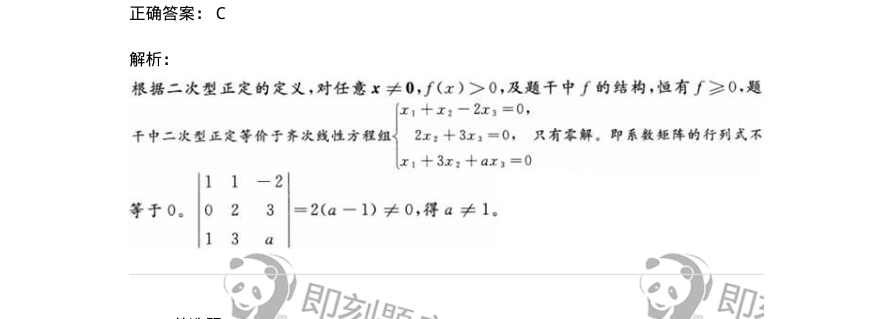 正确答案： C
解析：
根据二次型正定的定义,对任意 x ≠ 0, f(x) > 0, 及题干中 f 的结构,恒有 f ⩾ 0, 题
干中二次型正定等价于齐次线性方程组 { x₁ + x₂ − 2x₃ = 0, 2x₂ + 3x₃ = 0, x₁ + 3x₂ + ax₃ = 0 只有零解。即系数矩阵的行列式不
等于 0。 |1 1 −2| |0 2 3| |1 3 a| = 2(a − 1) ≠ 0, 得 a ≠ 1。
即刻题
即刻